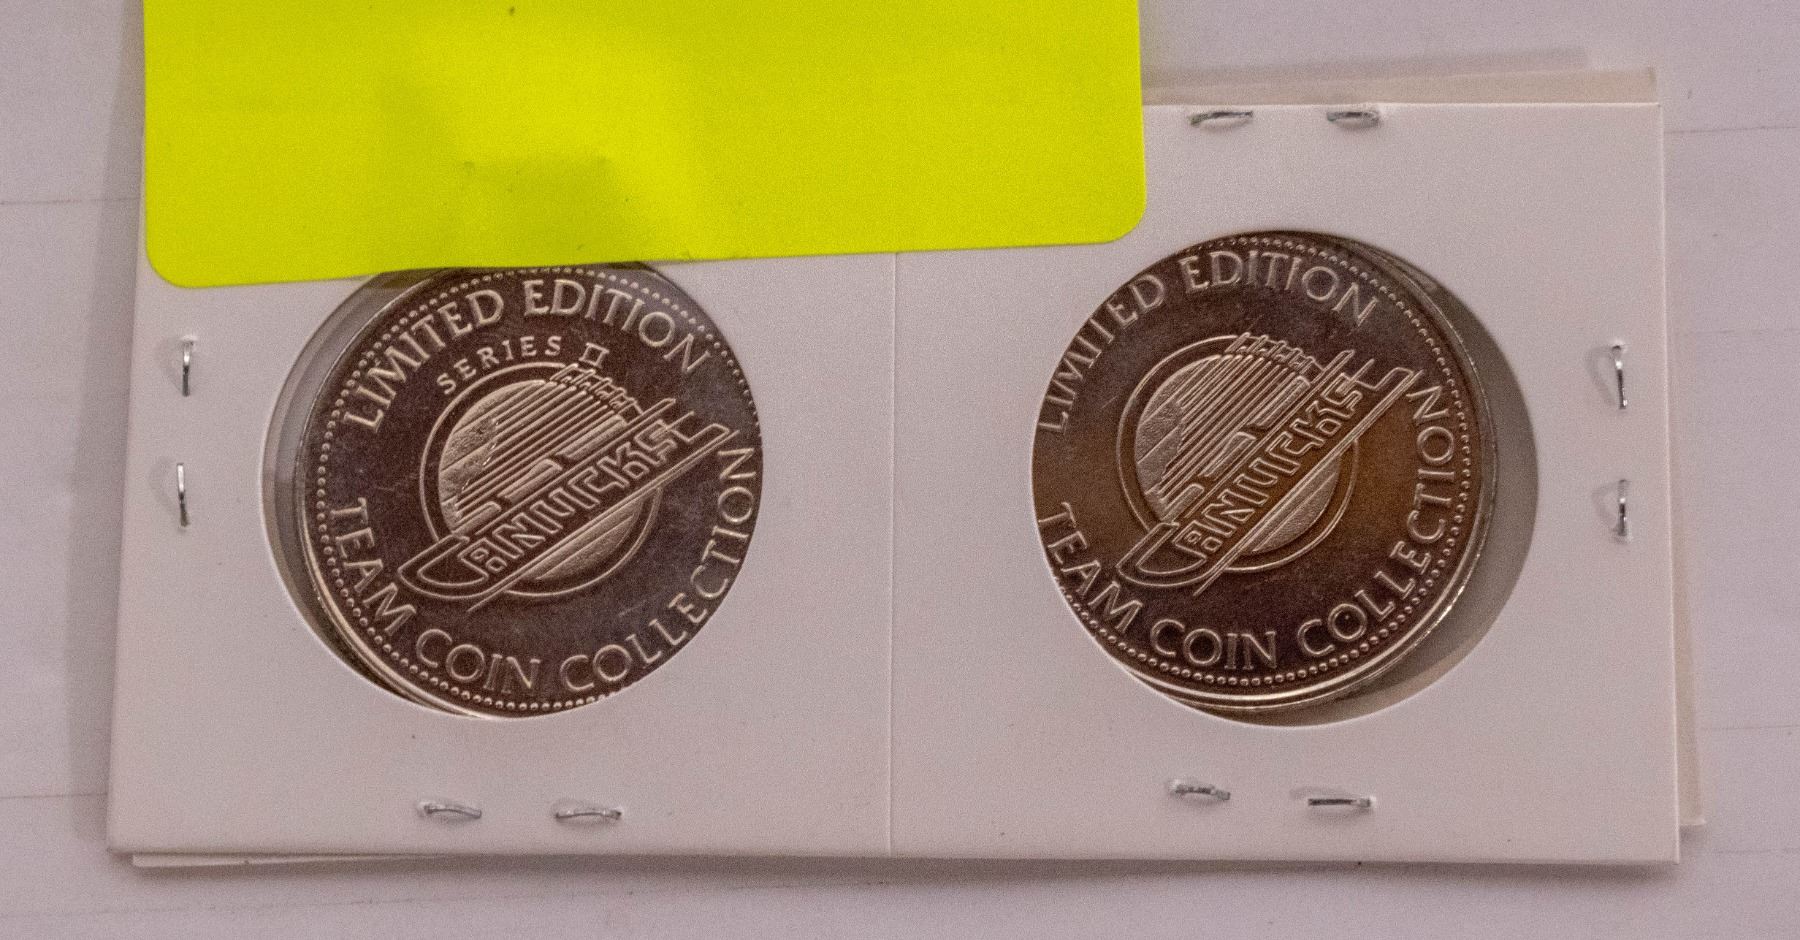 LIMITED EDITION
SERIES II
CANUCKS
TEAM COIN COLLECTION
LIMITED EDITION
CANUCKS
TEAM COIN COLLECTION